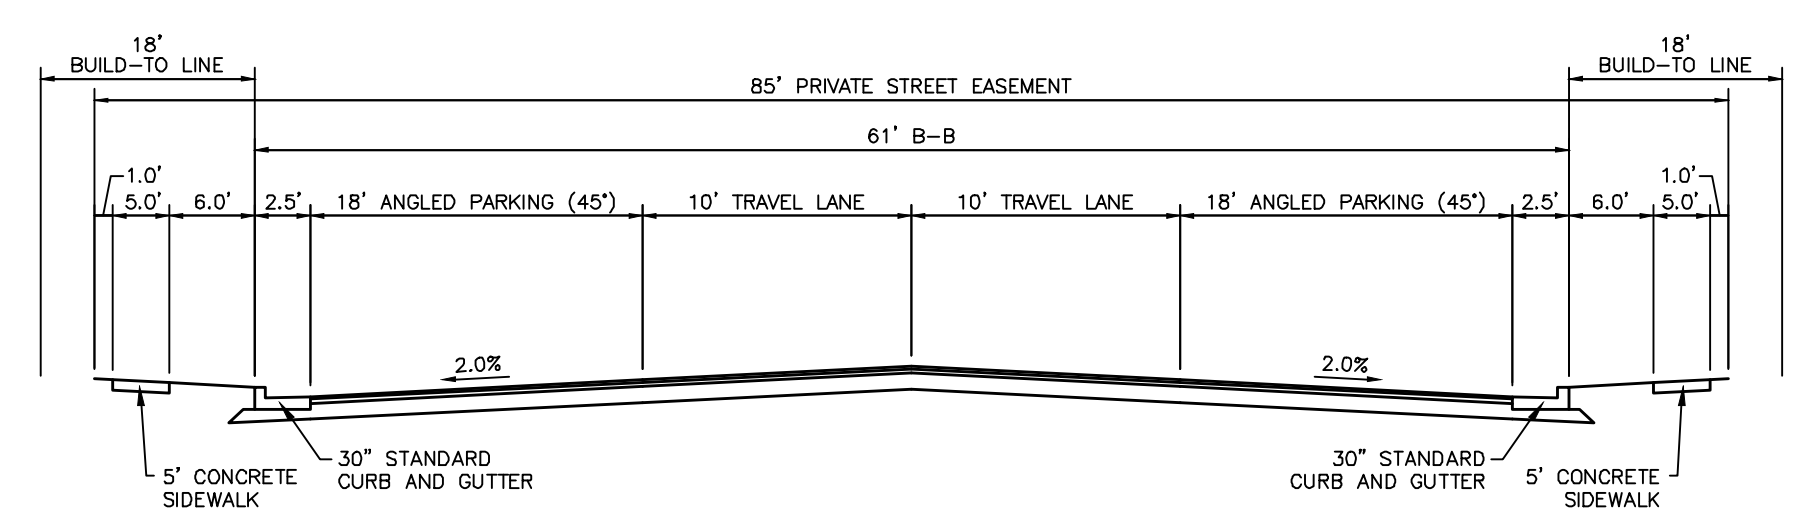 18' 18'
BUILD-TO LINE BUILD-TO LINE
85' PRIVATE STREET EASEMENT
61' B-B
1.0' 1.0'
5.0' 6.0' 2.5' 18' ANGLED PARKING (45°) 10' TRAVEL LANE 10' TRAVEL LANE 18' ANGLED PARKING (45°) 2.5' 6.0' 5.0'
2.0% 2.0%
30" STANDARD
CURB AND GUTTER
30" STANDARD
CURB AND GUTTER
5' CONCRETE
SIDEWALK
5' CONCRETE
SIDEWALK